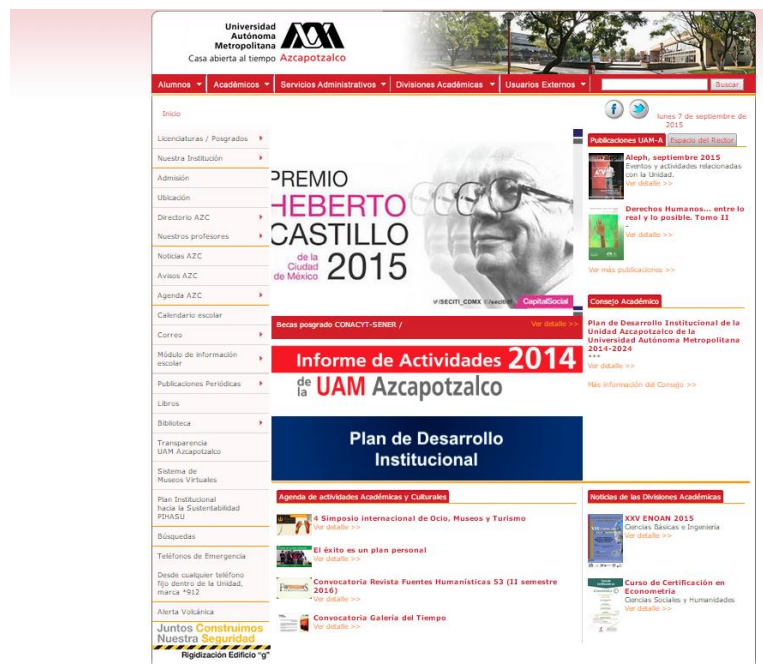 Universidad
Autónoma
Metropolitana
Casa abierta al tiempo Azcapotzalco
Alumnos Académicos Servicios Administrativos Divisiones Académicas Usuarios Externos Buscar
Inicio
lunes 7 de septiembre de
2015
Licenciaturas / Posgrados
Nuestra Institución
Admisión
Ubicación
Directorio AZC
Nuestros profesores
Noticias AZC
Avisos AZC
Agenda AZC
Calendario escolar
Correo
Módulo de información
escolar
Publicaciones Periódicas
Libros
Biblioteca
Transparencia
UAM Azcapotzalco
Sistema de
Museos Virtuales
Plan Institucional
hacia la Sustentabilidad
PIHASU
Búsquedas
Teléfonos de Emergencia
Desde cualquier teléfono
fijo dentro de la Unidad,
marca *912
Alerta Volcánica
Juntos Construimos
Nuestra Seguridad
Rigidización Edificio "g"
PREMIO
HEBERTO
CASTILLO
de la
Ciudad
de México
2015
CapitalSocial
Becas posgrado CONACYT-SENER / Ver detalle >>
Informe de Actividades 2014
de la UAM Azcapotzalco
Plan de Desarrollo
Institucional
Publicaciones UAM-A Espacio del Rector
Aleph, septiembre 2015
Eventos y actividades relacionadas
con la Unidad.
Ver detalle >>
Derechos Humanos... entre lo
real y lo posible. Tomo II
-
Ver detalle >>
Ver más publicaciones >>
Consejo Académico
Plan de Desarrollo Institucional de la
Unidad Azcapotzalco de la
Universidad Autónoma Metropolitana
2014-2024
***
Ver detalle >>
Más información del Consejo >>
Agenda de actividades Académicas y Culturales
4 Simposio internacional de Ocio, Museos y Turismo
Ver detalle >>
El éxito es un plan personal
Ver detalle >>
Convocatoria Revista Fuentes Humanísticas 53 (II semestre
2016)
Ver detalle >>
Convocatoria Galería del Tiempo
Ver detalle >>
Noticias de las Divisiones Académicas
XXV ENOAN 2015
Ciencias Básicas e Ingeniería
Ver detalle >>
Curso de Certificación en
Econometría
Ciencias Sociales y Humanidades
Ver detalle >>